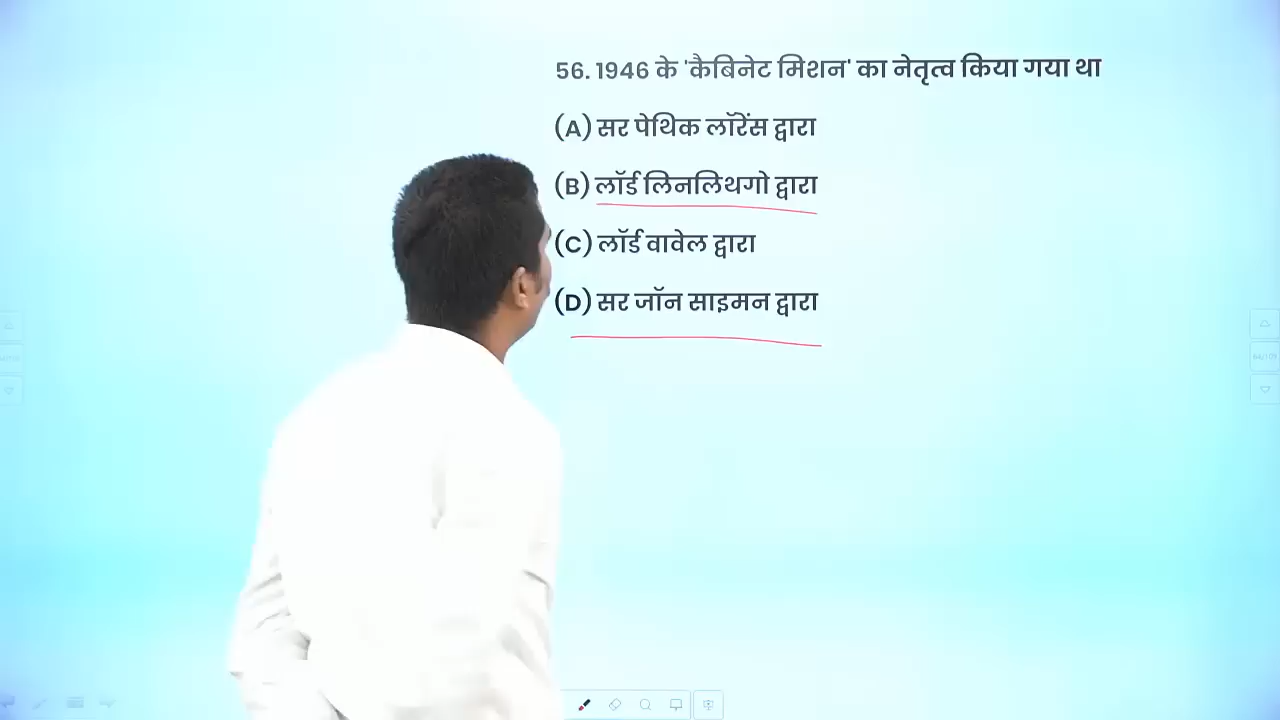 56. 1946 के 'कैबिनेट मिशन' का नेतृत्व किया गया था
(A) सर पेथिक लॉरेंस द्वारा
(B) लॉर्ड लिनलिथगो द्वारा
(C) लॉर्ड वावेल द्वारा
(D) सर जॉन साइमन द्वारा